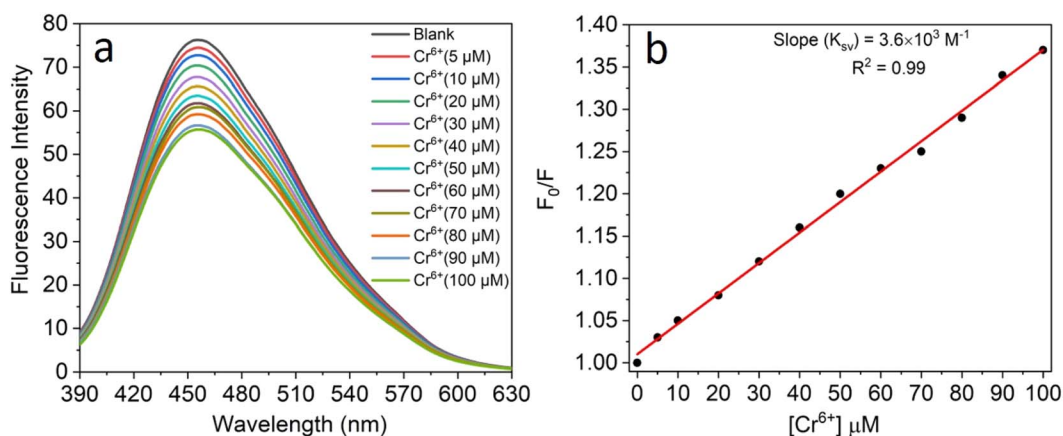 a
80
70
60
50
40
30
20
10
0
Fluorescence Intensity
390 420 450 480 510 540 570 600 630
Wavelength (nm)
Blank
Cr⁶⁺(5 µM)
Cr⁶⁺(10 µM)
Cr⁶⁺(20 µM)
Cr⁶⁺(30 µM)
Cr⁶⁺(40 µM)
Cr⁶⁺(50 µM)
Cr⁶⁺(60 µM)
Cr⁶⁺(70 µM)
Cr⁶⁺(80 µM)
Cr⁶⁺(90 µM)
Cr⁶⁺(100 µM)
b
Slope (Kₛᵥ) = 3.6×10³ M⁻¹
R² = 0.99
1.40
1.35
1.30
1.25
1.20
1.15
1.10
1.05
1.00
F₀/F
0 10 20 30 40 50 60 70 80 90 100
[Cr⁶⁺] µM